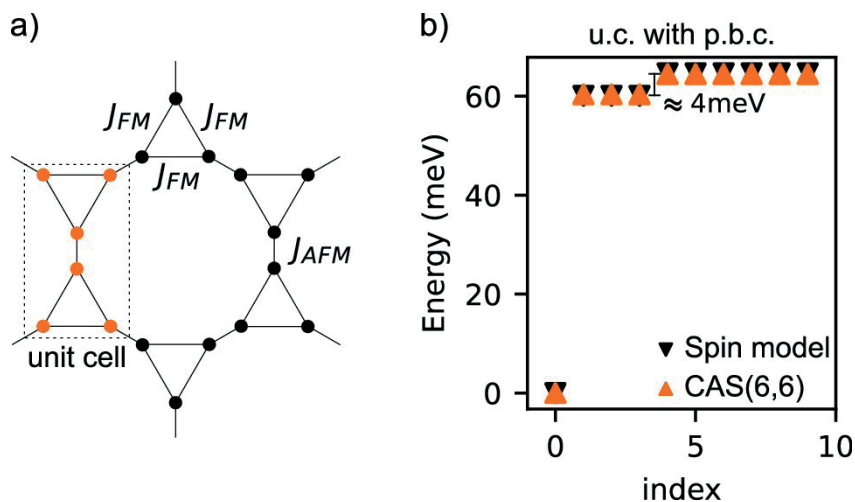 a)
J_FM J_FM
J_FM
J_AFM
unit cell
b)
u.c. with p.b.c.
60
≈ 4meV
40
20
0
Energy (meV)
Spin model
CAS(6,6)
0 5 10
index